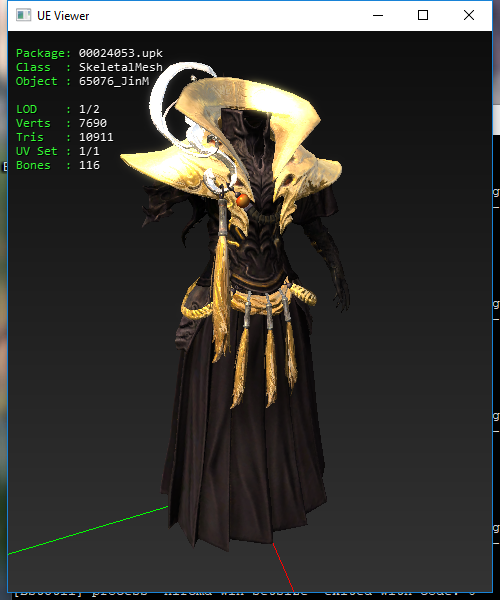 UE Viewer
Package: 00024053.upk
Class : SkeletalMesh
Object : 65076_JinM
LOD : 1/2
Verts : 7690
Tris : 10911
UV Set : 1/1
Bones : 116